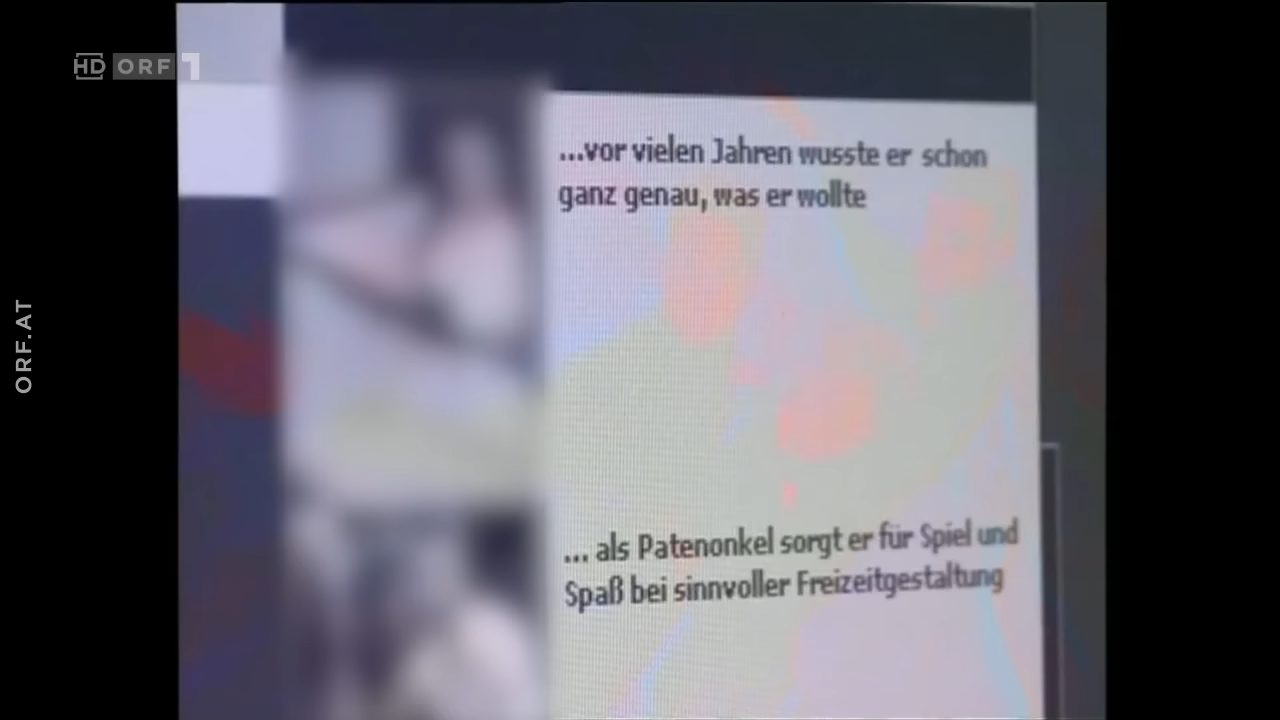 HD ORF 1
ORF.AT
...vor vielen Jahren wusste er schon
ganz genau, was er wollte
... als Patenonkel sorgt er für Spiel und
Spaß bei sinnvoller Freizeitgestaltung